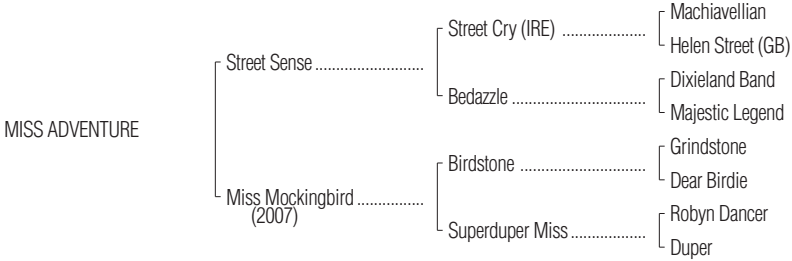 Machiavellian
Street Cry (IRE) ....................
Helen Street (GB)
Street Sense ..........................
Dixieland Band
Bedazzle ................................
Majestic Legend
MISS ADVENTURE
Grindstone
Birdstone ..............................
Dear Birdie
Miss Mockingbird ................
(2007)
Robyn Dancer
Superduper Miss ..................
Duper